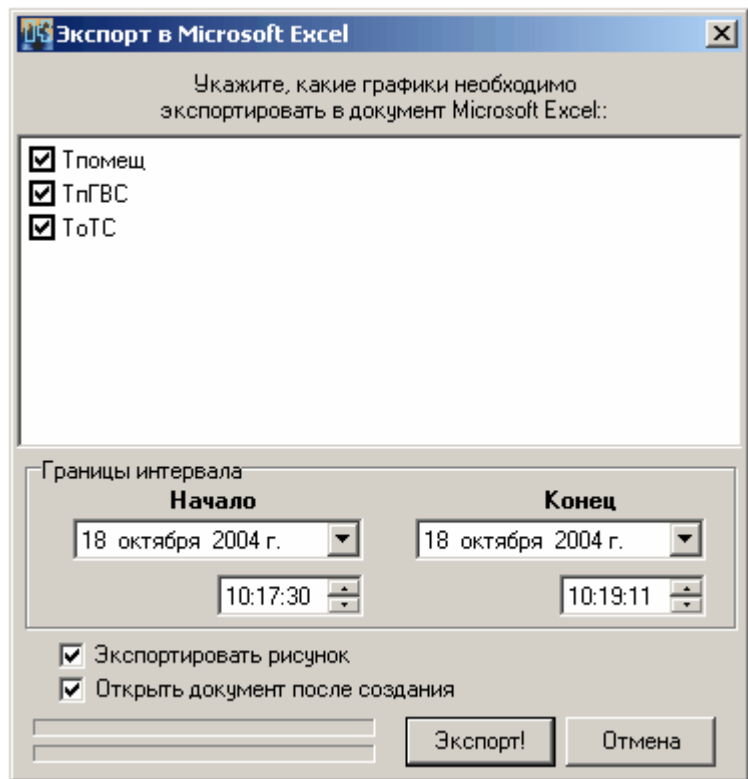 Экспорт в Microsoft Excel
Укажите, какие графики необходимо
экспортировать в документ Microsoft Excel::
Тпомещ
ТпГВС
ТоТС
Границы интервала
Начало Конец
18 октября 2004 г. 18 октября 2004 г.
10:17:30 10:19:11
Экспортировать рисунок
Открыть документ после создания
Экспорт! Отмена